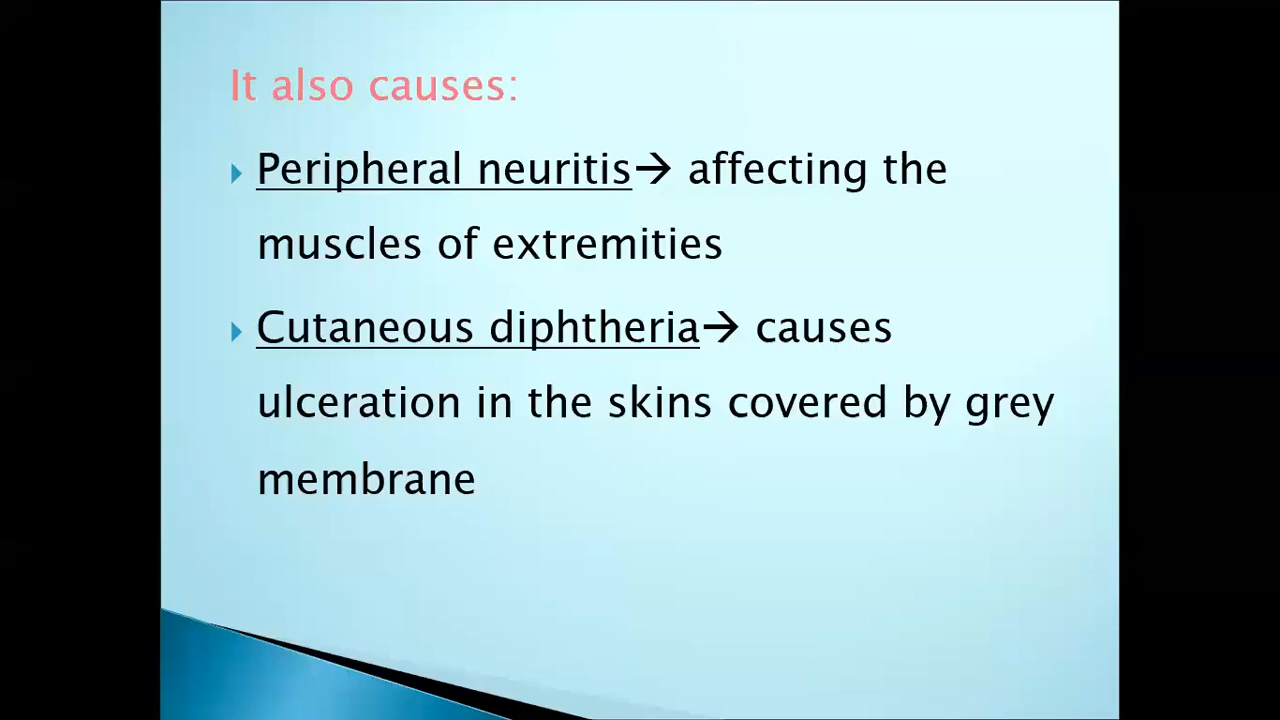 It also causes:
Peripheral neuritis→ affecting the
muscles of extremities
Cutaneous diphtheria→ causes
ulceration in the skins covered by grey
membrane